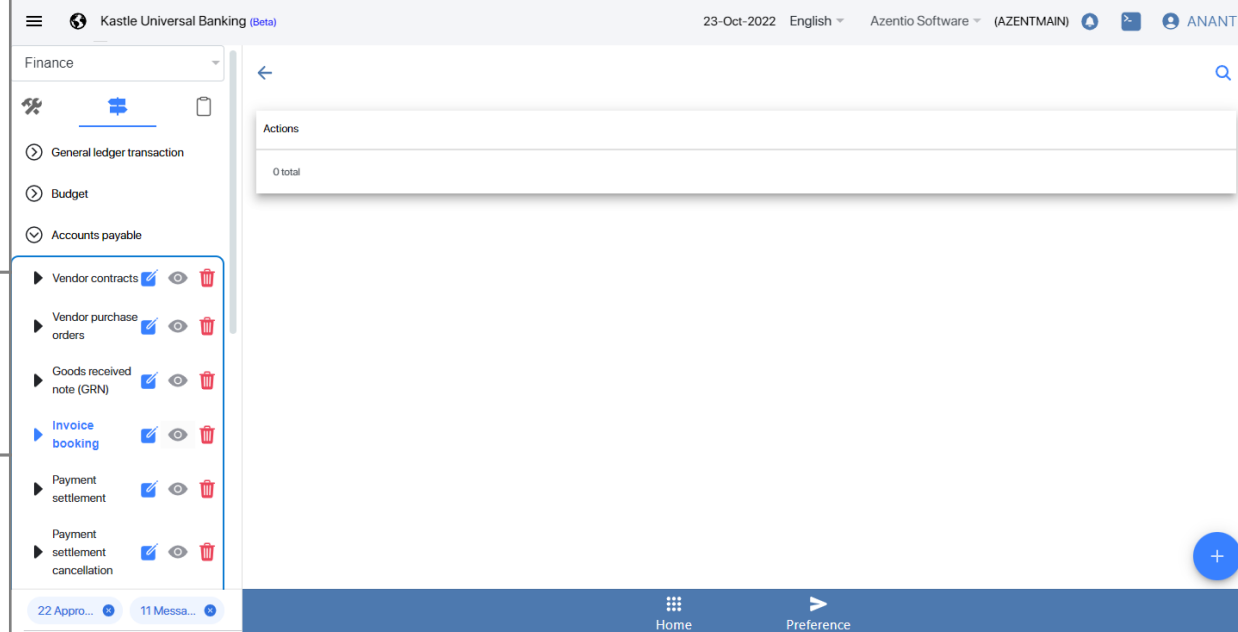 Kastle Universal Banking (Beta)
23-Oct-2022 English Azentio Software (AZENTMAIN) ANANT
Finance
General ledger transaction
Budget
Accounts payable
Vendor contracts
Vendor purchase
orders
Goods received
note (GRN)
Invoice
booking
Payment
settlement
Payment
settlement
cancellation
22 Appro... 11 Messa...
Actions
0 total
+
Home Preference